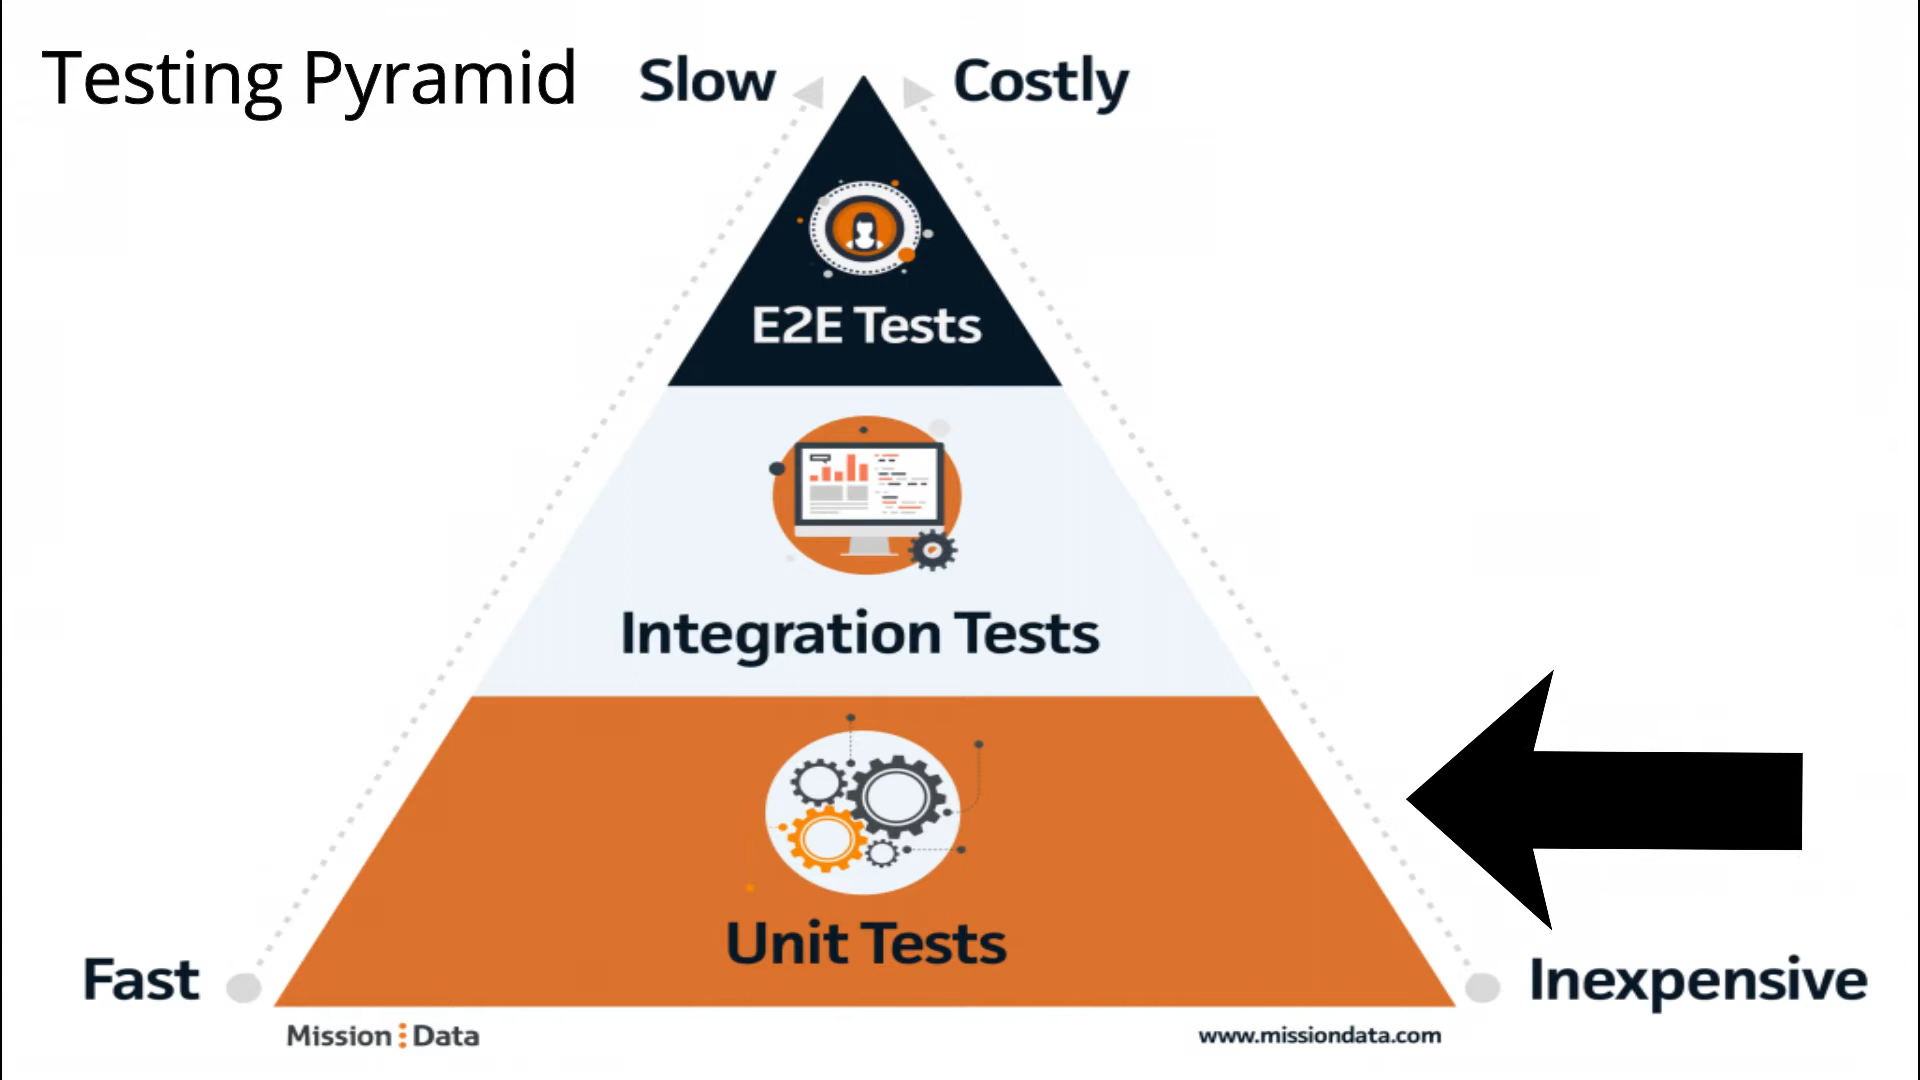 Testing Pyramid
Slow
Costly
E2E Tests
Integration Tests
Unit Tests
Fast
Inexpensive
Mission Data
www.missiondata.com